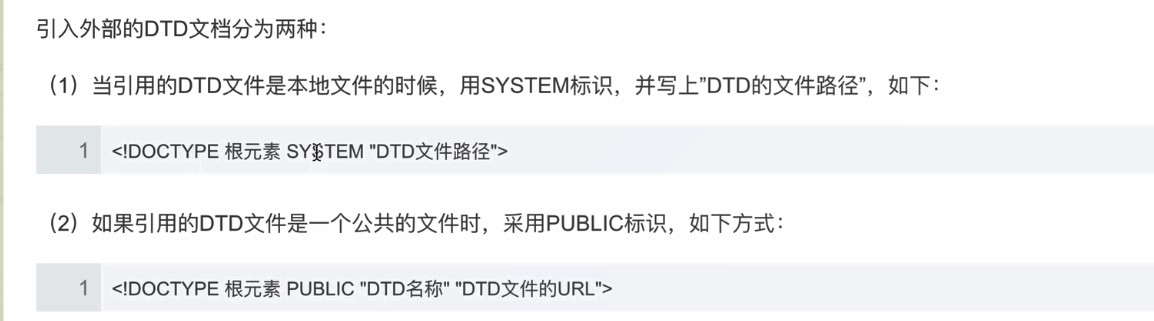 引入外部的DTD文档分为两种：
（1）当引用的DTD文件是本地文件的时候，用SYSTEM标识，并写上”DTD的文件路径”，如下：
1 <!DOCTYPE 根元素 SYSTEM "DTD文件路径">
（2）如果引用的DTD文件是一个公共的文件时，采用PUBLIC标识，如下方式：
1 <!DOCTYPE 根元素 PUBLIC "DTD名称" "DTD文件的URL">